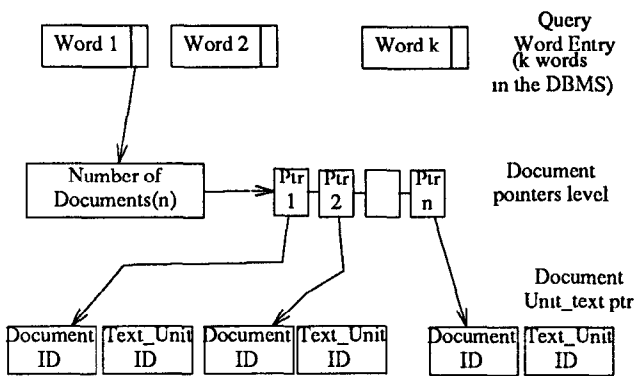 Query
Word 1 Word 2 Word k Word Entry
(k words
in the DBMS)
Number of
Documents(n)
Ptr Ptr Ptr
1 2 n
Document
pointers level
Document
Unit_text ptr
Document Text_Unit Document Text_Unit Document Text_Unit
ID ID ID ID ID ID